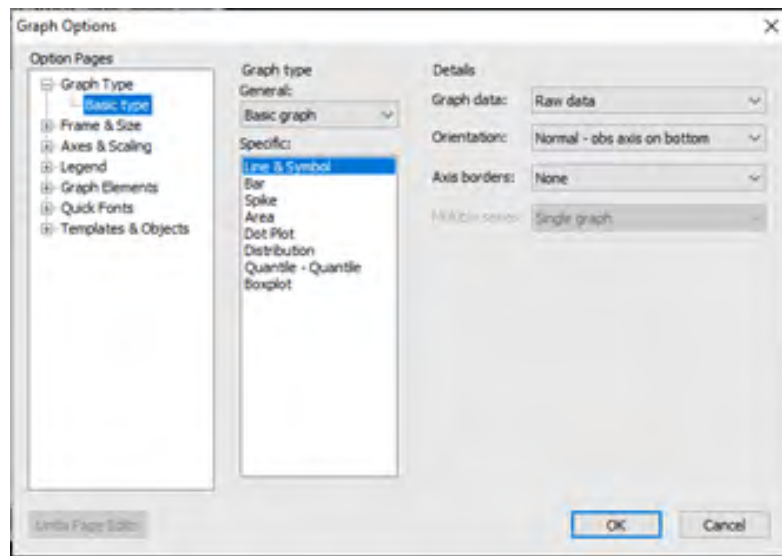 Graph Options
Option Pages
Graph Type
Basic type
Frame & Size
Axes & Scaling
Legend
Graph Elements
Quick Fonts
Templates & Objects
Graph type
General:
Basic graph
Specific:
Line & Symbol
Bar
Spike
Area
Dot Plot
Distribution
Quantile - Quantile
Boxplot
Details
Graph data: Raw data
Orientation: Normal - obs axis on bottom
Axis borders: None
Multiple series: Single graph
Undo Page Edits
OK
Cancel